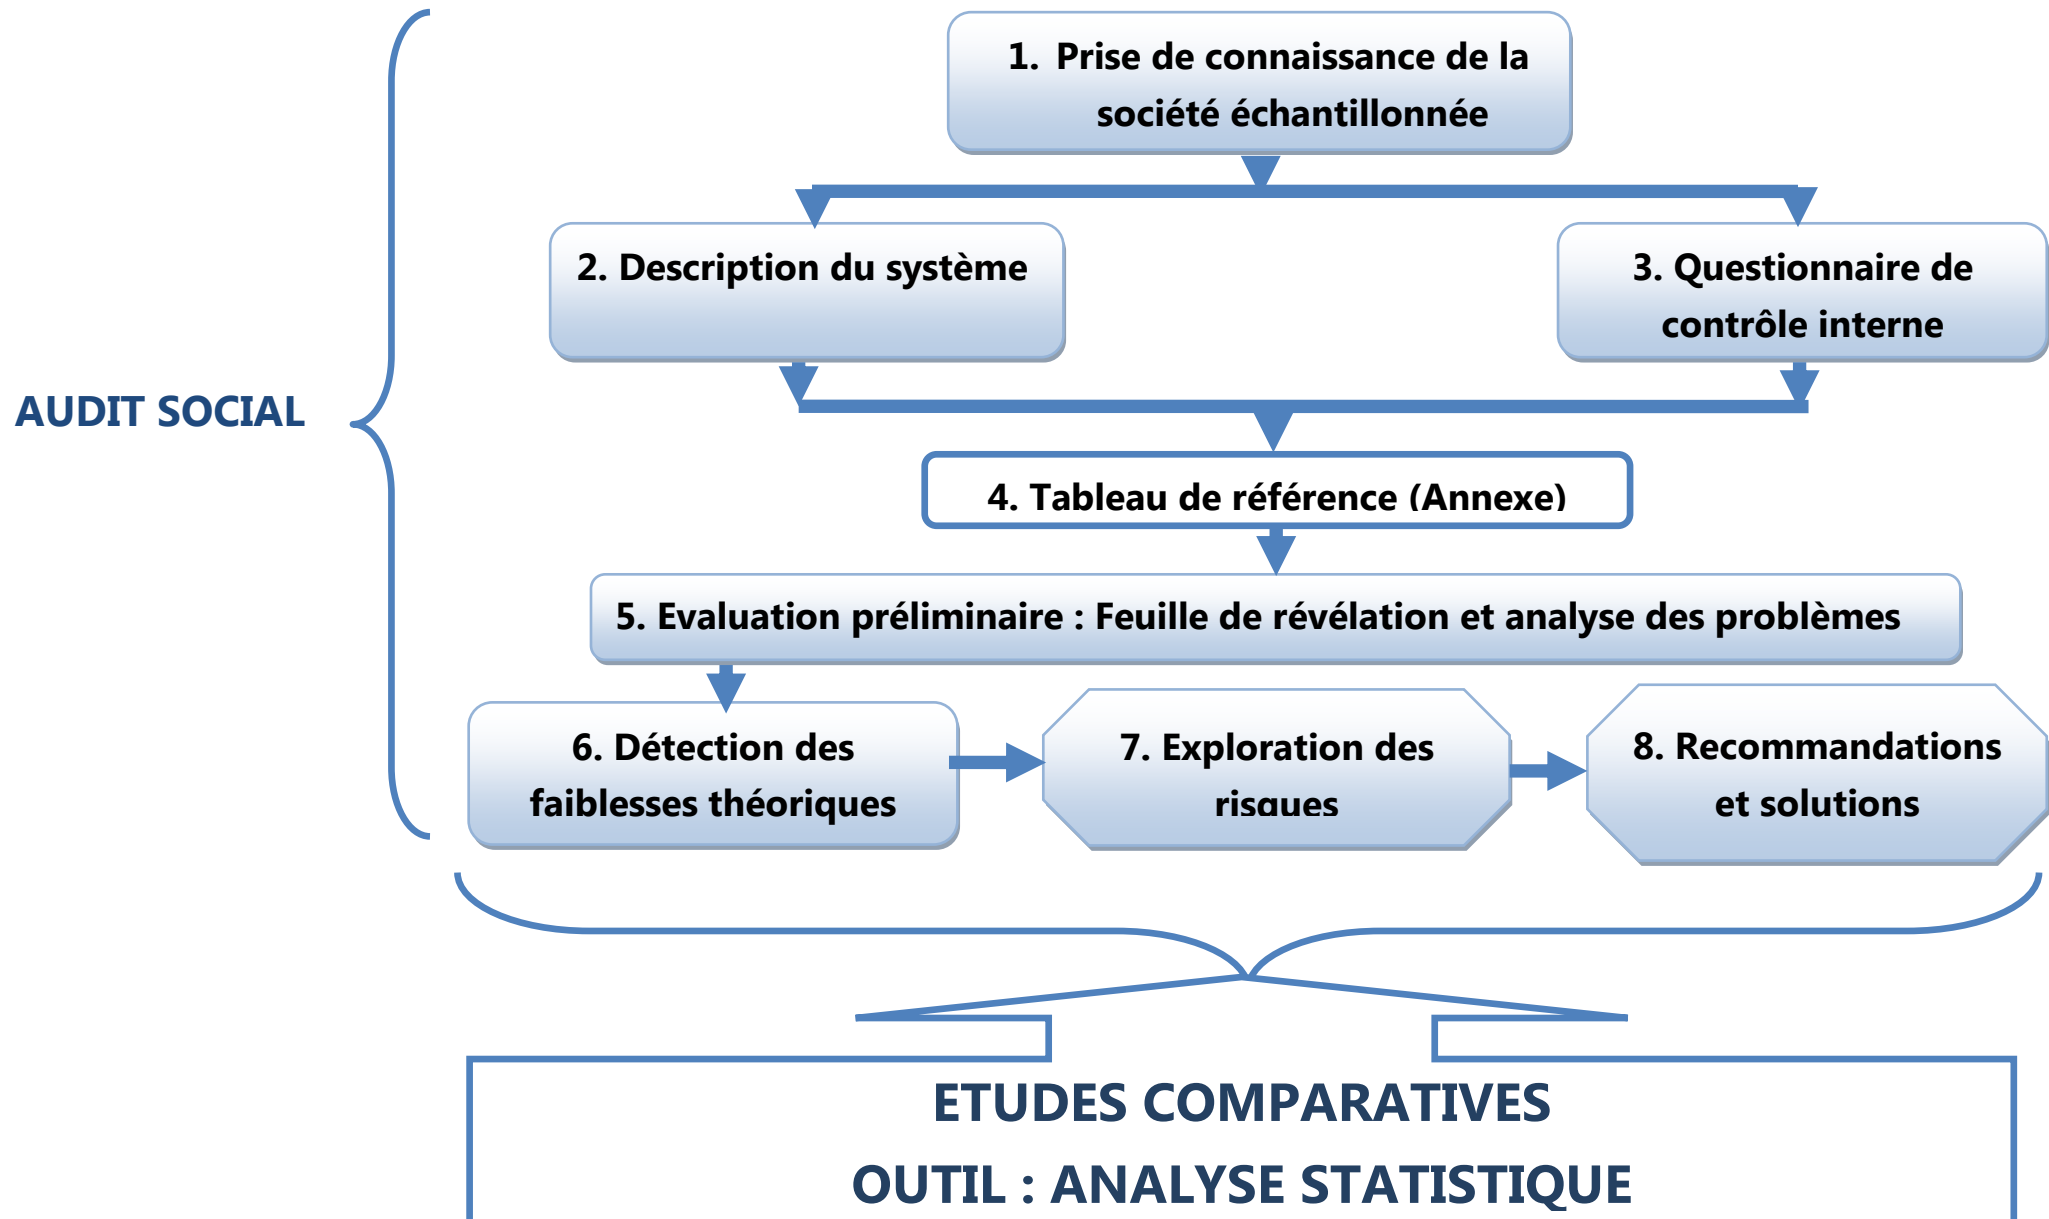 1. Prise de connaissance de la
société échantillonnée
2. Description du système
3. Questionnaire de
contrôle interne
AUDIT SOCIAL
4. Tableau de référence (Annexe)
5. Evaluation préliminaire : Feuille de révélation et analyse des problèmes
6. Détection des
faiblesses théoriques
7. Exploration des
risques
8. Recommandations
et solutions
ETUDES COMPARATIVES
OUTIL : ANALYSE STATISTIQUE